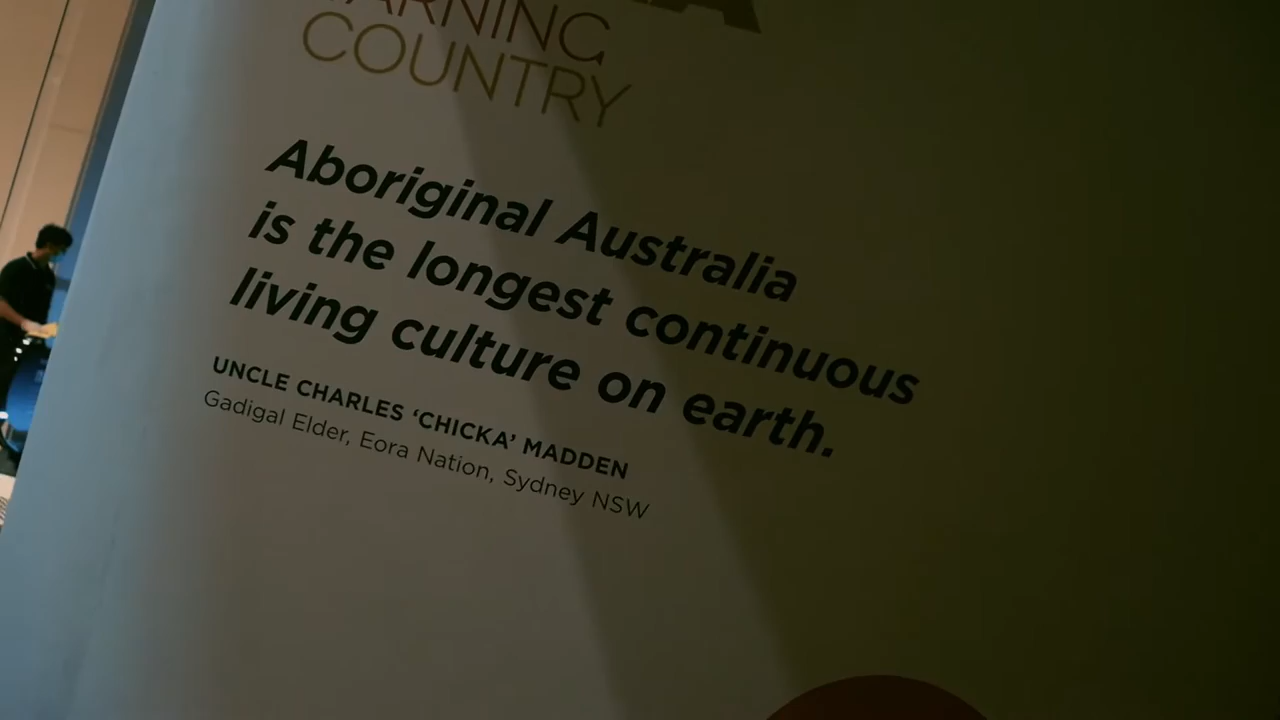 COUNTRY
Aboriginal Australia
is the longest continuous
living culture on earth.
UNCLE CHARLES ‘CHICKA’ MADDEN
Gadigal Elder, Eora Nation, Sydney NSW